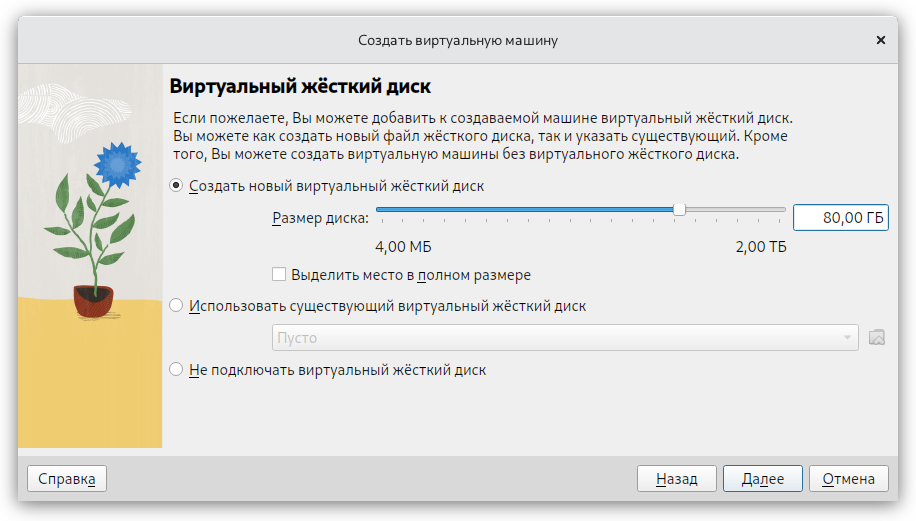 Создать виртуальную машину
Виртуальный жёсткий диск
Если пожелаете, Вы можете добавить к создаваемой машине виртуальный жёсткий диск.
Вы можете как создать новый файл жёсткого диска, так и указать существующий. Кроме
того, Вы можете создать виртуальную машины без виртуального жёсткого диска.
Создать новый виртуальный жёсткий диск
Размер диска:
80,00 ГБ
4,00 МБ
2,00 ТБ
Выделить место в полном размере
Использовать существующий виртуальный жёсткий диск
Пусто
Не подключать виртуальный жёсткий диск
Справка
Назад
Далее
Отмена